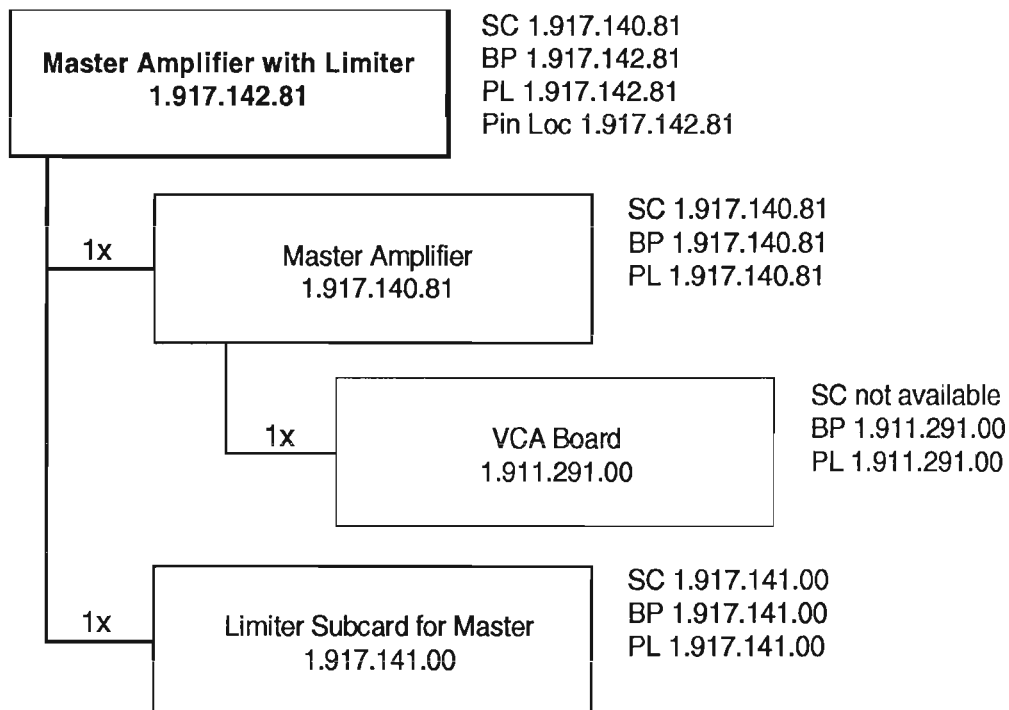 Master Amplifier with Limiter
1.917.142.81
SC 1.917.140.81
BP 1.917.142.81
PL 1.917.142.81
Pin Loc 1.917.142.81
1x
Master Amplifier
1.917.140.81
SC 1.917.140.81
BP 1.917.140.81
PL 1.917.140.81
1x
VCA Board
1.911.291.00
SC not available
BP 1.911.291.00
PL 1.911.291.00
1x
Limiter Subcard for Master
1.917.141.00
SC 1.917.141.00
BP 1.917.141.00
PL 1.917.141.00